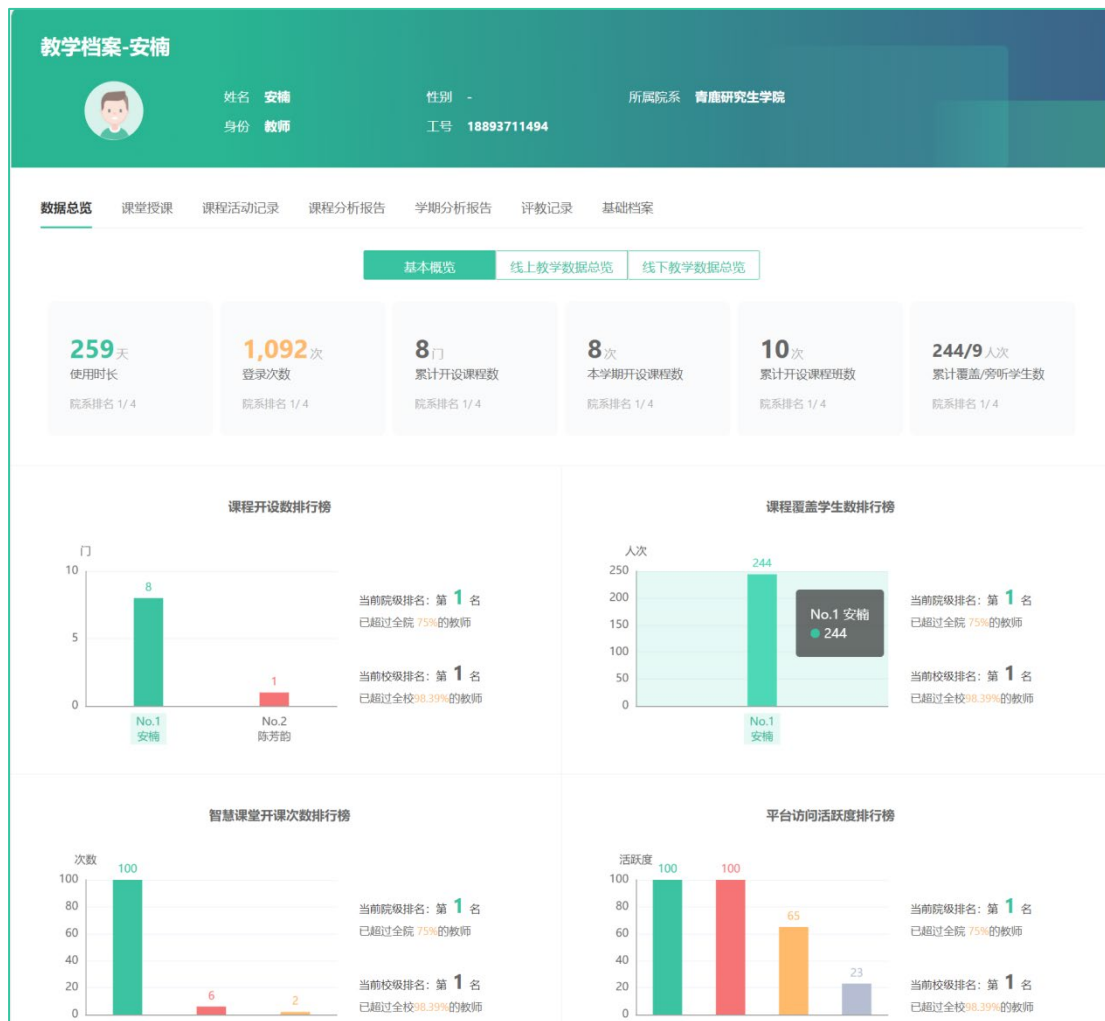 教学档案-安楠
姓名 安楠 性别 - 所属院系 青鹿研究生学院
身份 教师 工号 18893711494
数据总览 课堂授课 课程活动记录 课程分析报告 学期分析报告 评教记录 基础档案
基本概览 线上教学数据总览 线下教学数据总览
259天 1,092次 8门 8次 10次 244/9人次
使用时长 登录次数 累计开设课程数 本学期开设课程数 累计开设课程班数 累计覆盖/旁听学生数
院系排名 1/ 4 院系排名 1/ 4 院系排名 1/ 4 院系排名 1/ 4 院系排名 1/ 4 院系排名 1/ 4
课程开设数排行榜
门
10
5
0
8
1
No.1
安楠
No.2
陈芳韵
当前院级排名：第 1 名
已超过全院 75%的教师
当前校级排名：第 1 名
已超过全校98.39%的教师
课程覆盖学生数排行榜
人次
250
200
150
100
50
0
244
No.1 安楠
244
No.1
安楠
当前院级排名：第 1 名
已超过全院 75%的教师
当前校级排名：第 1 名
已超过全校98.39%的教师
智慧课堂开课次数排行榜
次数
100
80
60
40
20
0
100
6
2
当前院级排名：第 1 名
已超过全院 75%的教师
当前校级排名：第 1 名
已超过全校98.39%的教师
平台访问活跃度排行榜
活跃度
100
80
60
40
20
0
100
100
65
23
当前院级排名：第 1 名
已超过全院 75%的教师
当前校级排名：第 1 名
已超过全校98.39%的教师